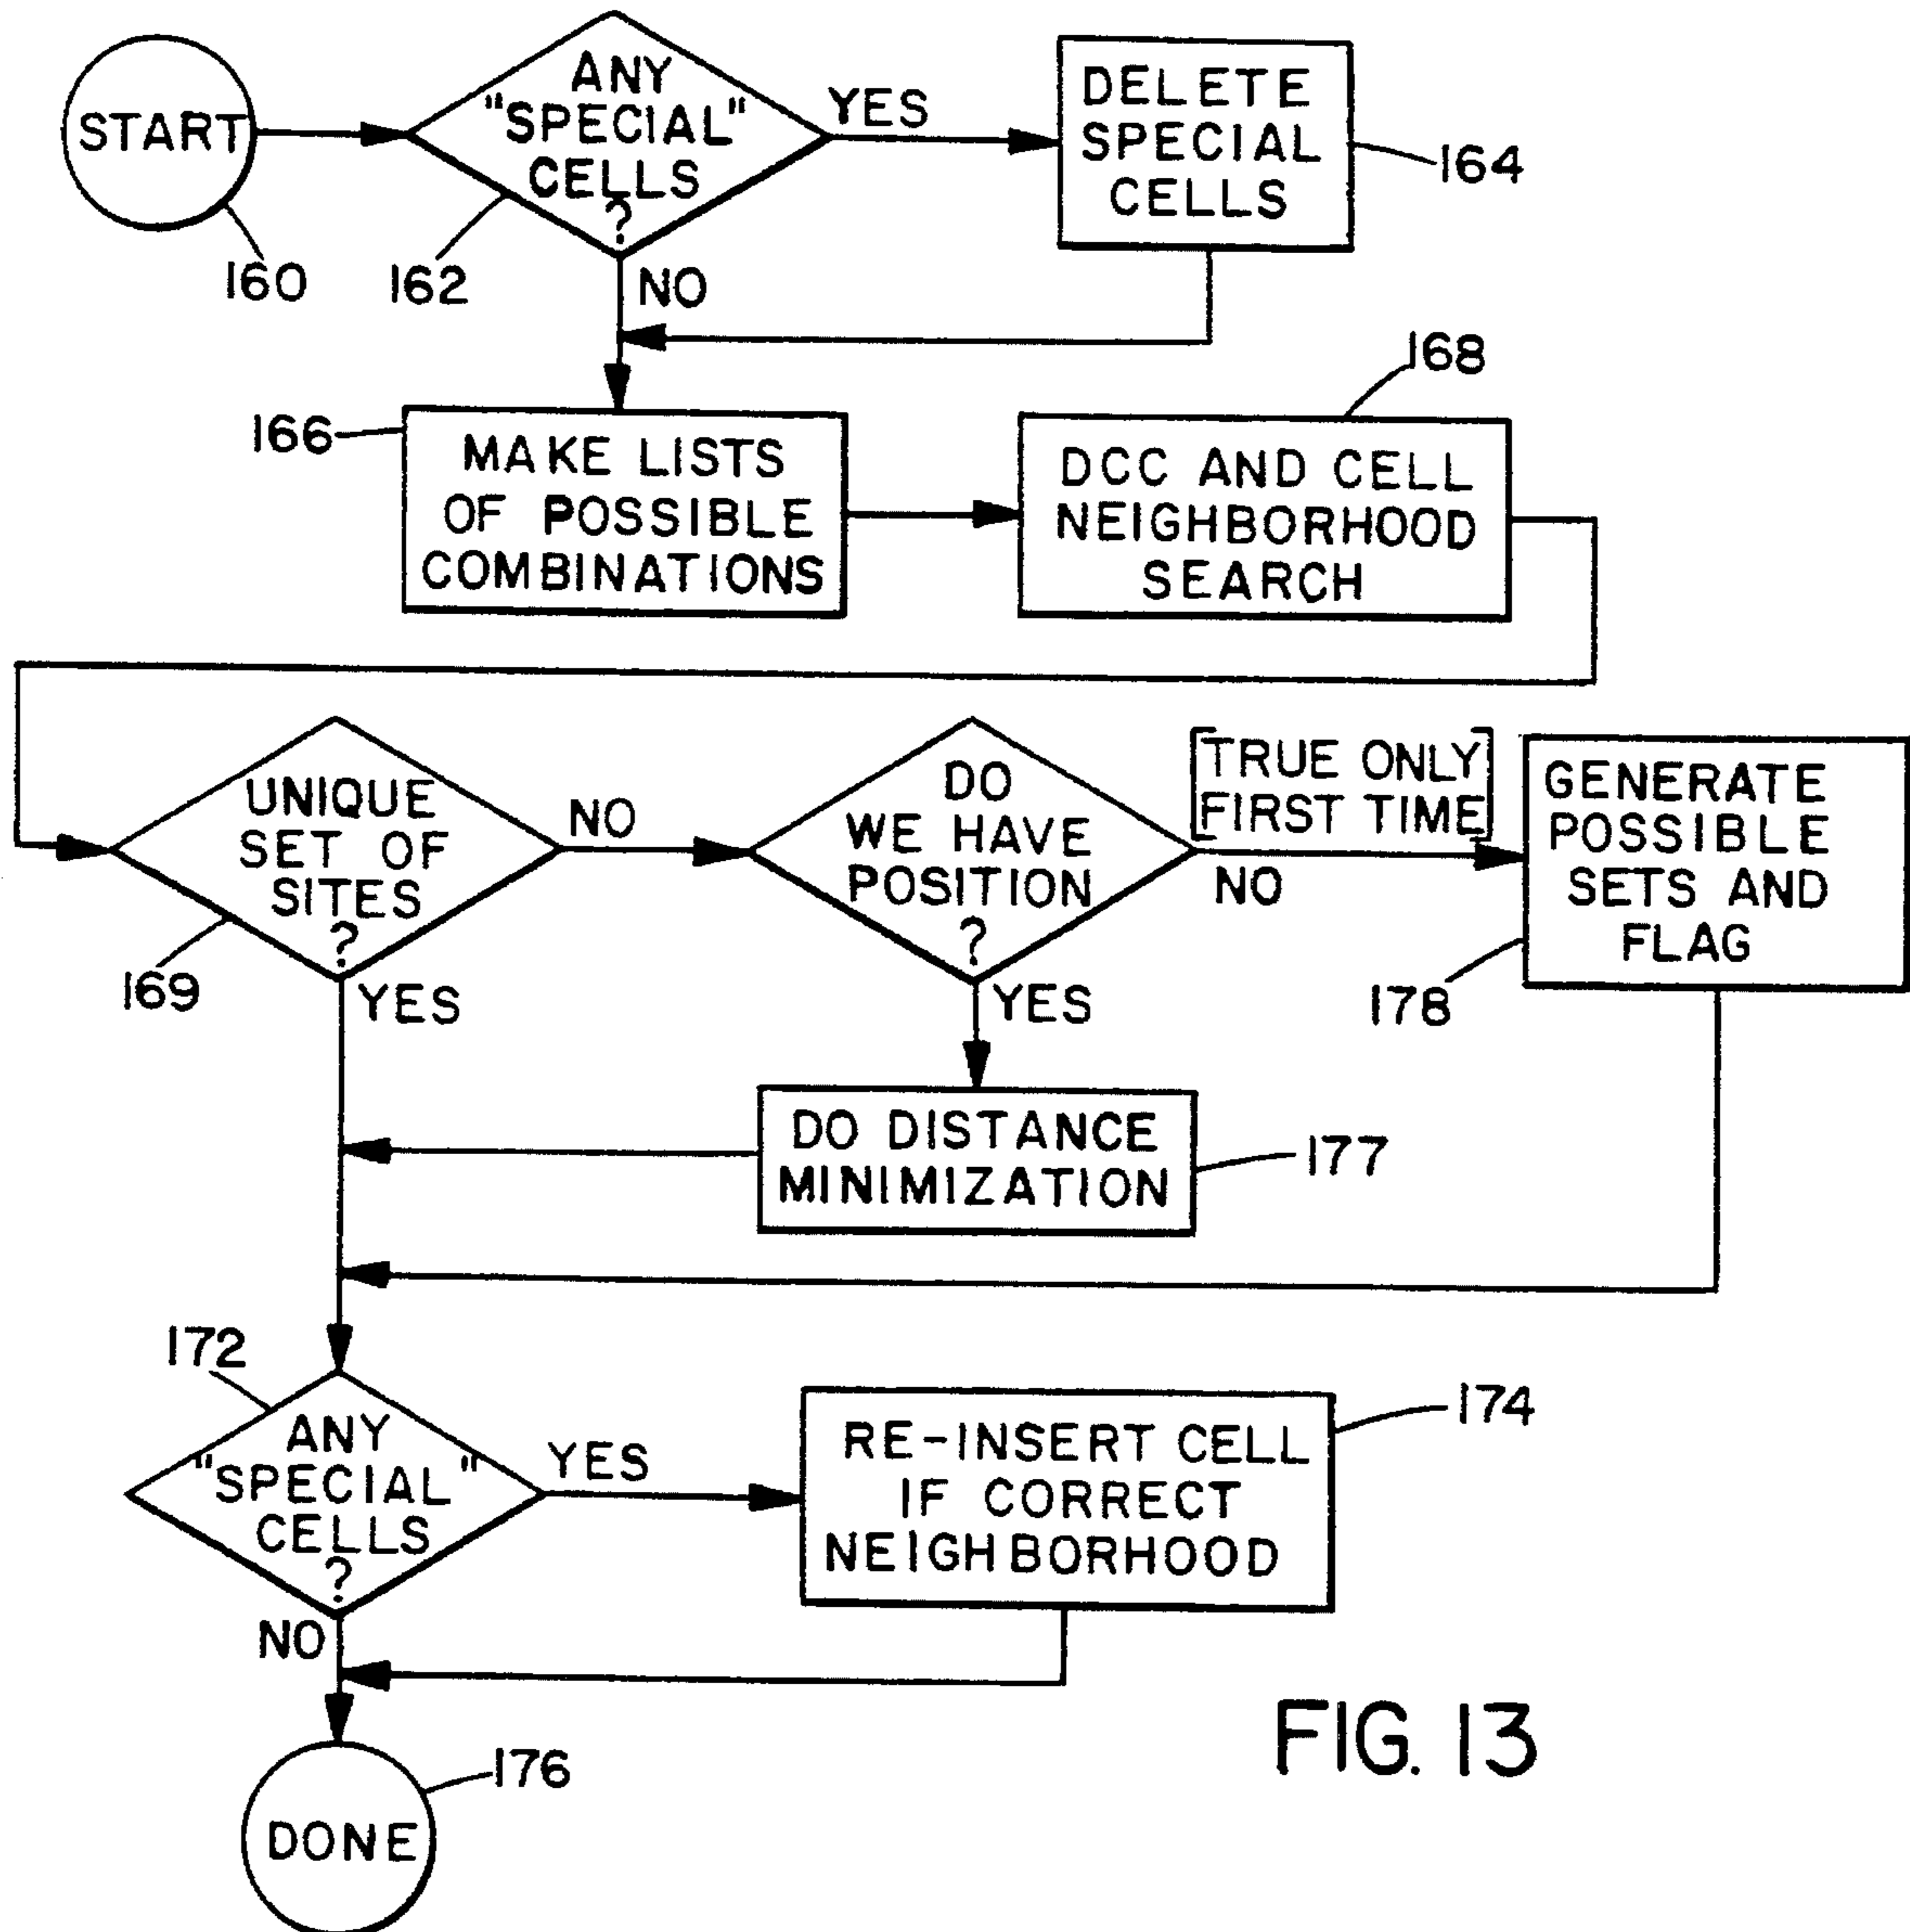 START
ANY
"SPECIAL"
CELLS
?
YES
DELETE
SPECIAL
CELLS
164
160
162
NO
168
166
MAKE LISTS
OF POSSIBLE
COMBINATIONS
DCC AND CELL
NEIGHBORHOOD
SEARCH
UNIQUE
SET OF
SITES
?
NO
DO
WE HAVE
POSITION
?
[TRUE ONLY
FIRST TIME]
NO
GENERATE
POSSIBLE
SETS AND
FLAG
169
YES
YES
178
DO DISTANCE
MINIMIZATION
177
172
ANY
"SPECIAL"
CELLS
?
YES
RE-INSERT CELL
IF CORRECT
NEIGHBORHOOD
174
NO
176
DONE
FIG. 13